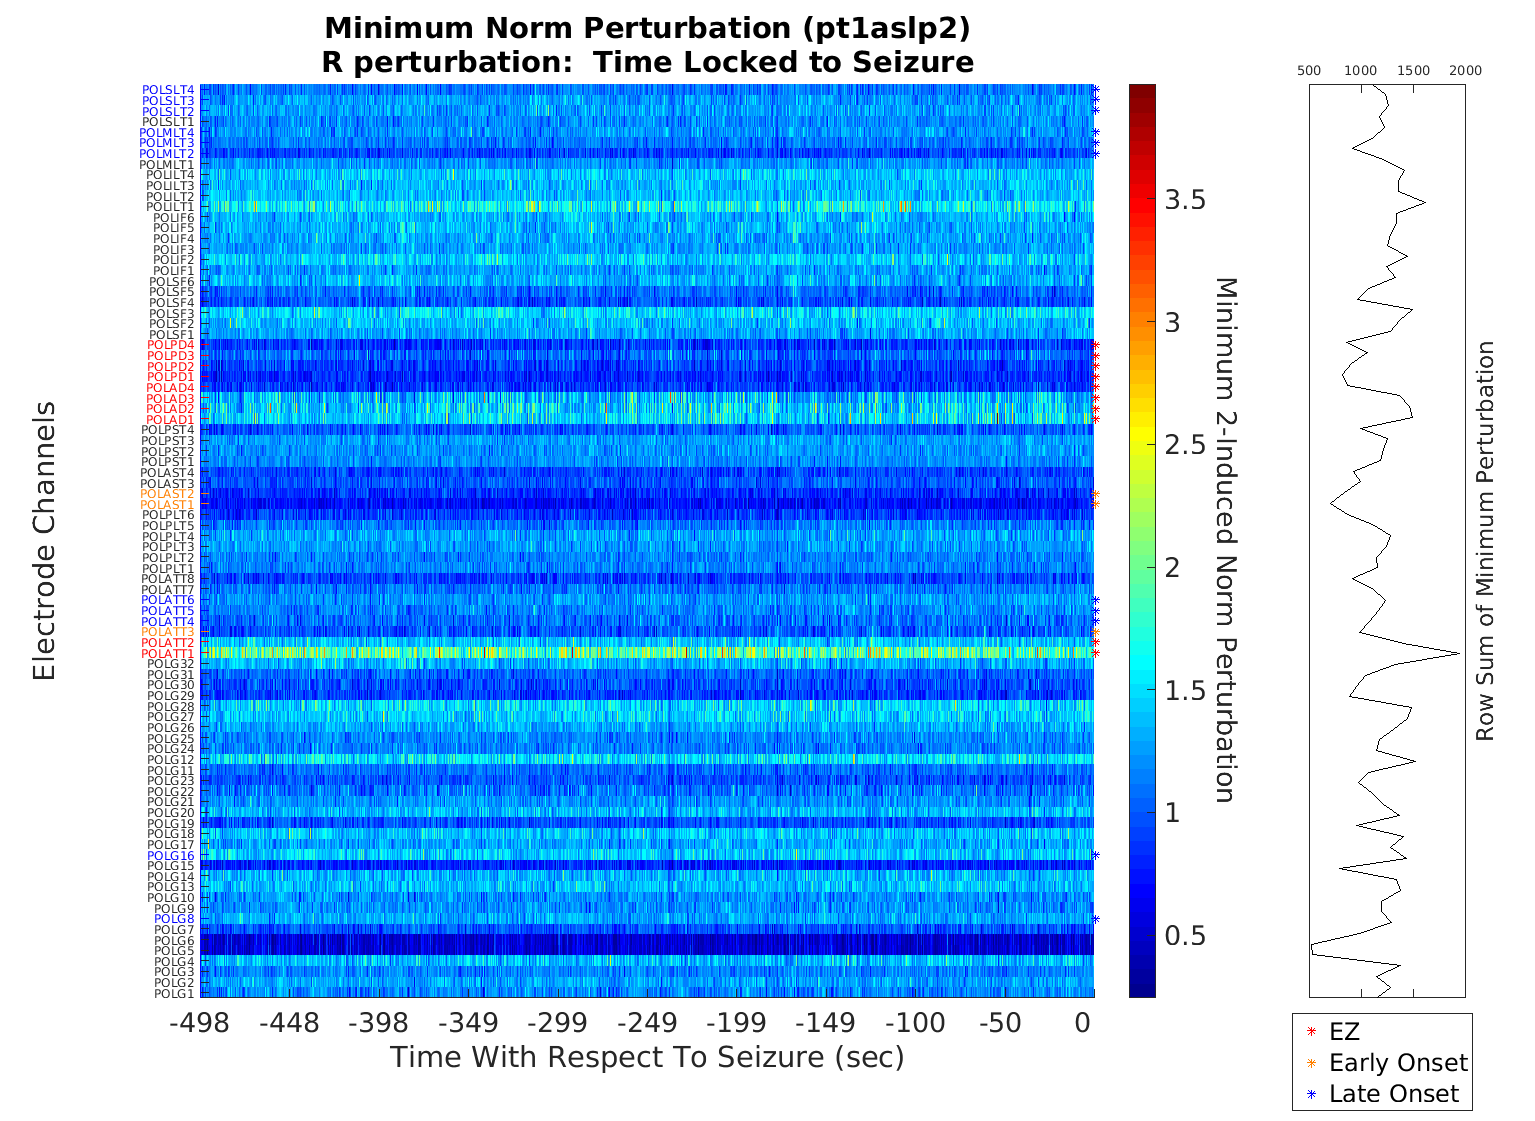 Minimum Norm Perturbation (pt1aslp2)
R perturbation: Time Locked to Seizure
500 1000 1500 2000
POLSLT4
POLSLT3
POLSLT2
POLSLT1
POLMLT4
POLMLT3
POLMLT2
POLMLT1
POLILT4
POLILT3
POLILT2
POLILT1
POLIF6
POLIF5
POLIF4
POLIF3
POLIF2
POLIF1
POLSF6
POLSF5
POLSF4
POLSF3
POLSF2
POLSF1
POLPD4
POLPD3
POLPD2
POLPD1
POLAD4
POLAD3
POLAD2
POLAD1
POLPST4
POLPST3
POLPST2
POLPST1
POLAST4
POLAST3
POLAST2
POLAST1
POLPLT6
POLPLT5
POLPLT4
POLPLT3
POLPLT2
POLPLT1
POLATT8
POLATT7
POLATT6
POLATT5
POLATT4
POLATT3
POLATT2
POLATT1
POLG32
POLG31
POLG30
POLG29
POLG28
POLG27
POLG26
POLG25
POLG24
POLG12
POLG11
POLG23
POLG22
POLG21
POLG20
POLG19
POLG18
POLG17
POLG16
POLG15
POLG14
POLG13
POLG10
POLG9
POLG8
POLG7
POLG6
POLG5
POLG4
POLG3
POLG2
POLG1
Electrode Channels
-498 -448 -398 -349 -299 -249 -199 -149 -100 -50 0
Time With Respect To Seizure (sec)
3.5
3
2.5
2
1.5
1
0.5
Minimum 2-Induced Norm Perturbation
Row Sum of Minimum Perturbation
EZ
Early Onset
Late Onset